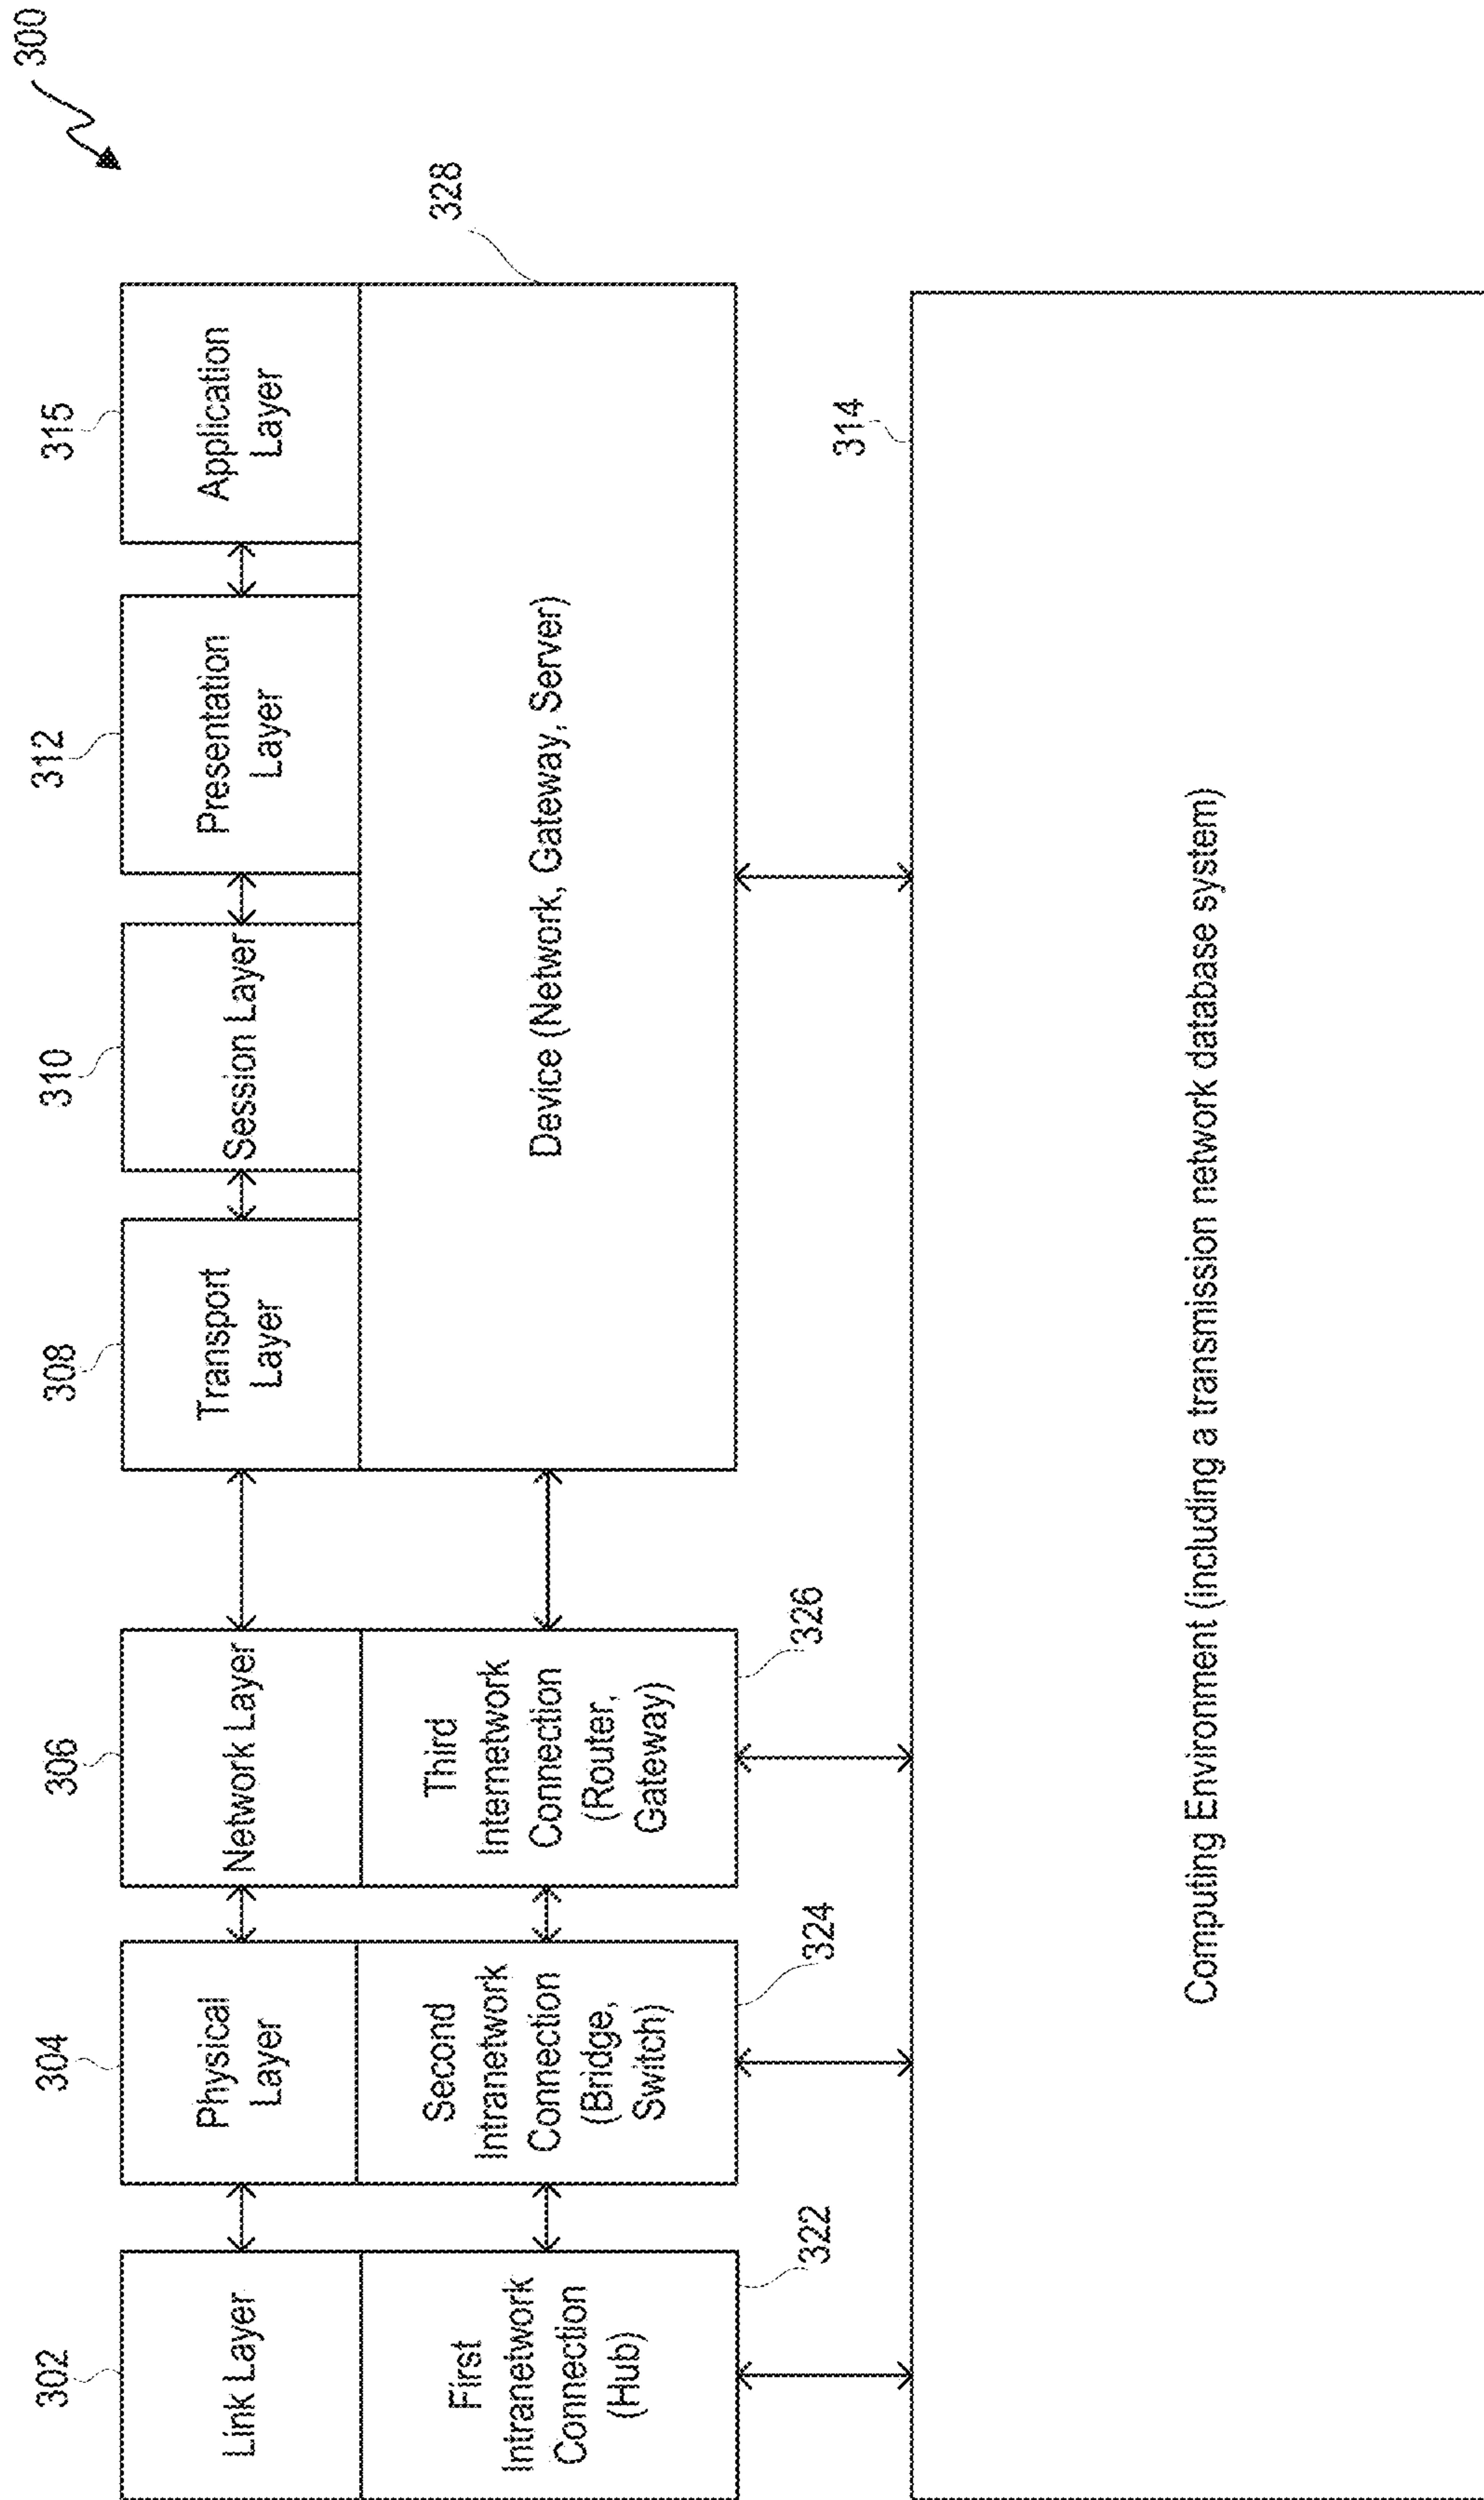 300
302
304
306
308
310
312
315
Link Layer
Physical
Layer
Network Layer
Transport
Layer
Session Layer
Presentation
Layer
Application
Layer
First
Intranetwork
Connection
(Hub)
Second
Intranetwork
Connection
(Bridge,
Switch)
Third
Internetwork
Connection
(Router,
Gateway)
Device (Network, Gateway, Server)
328
322
324
326
314
Computing Environment (including a transmission network database system)